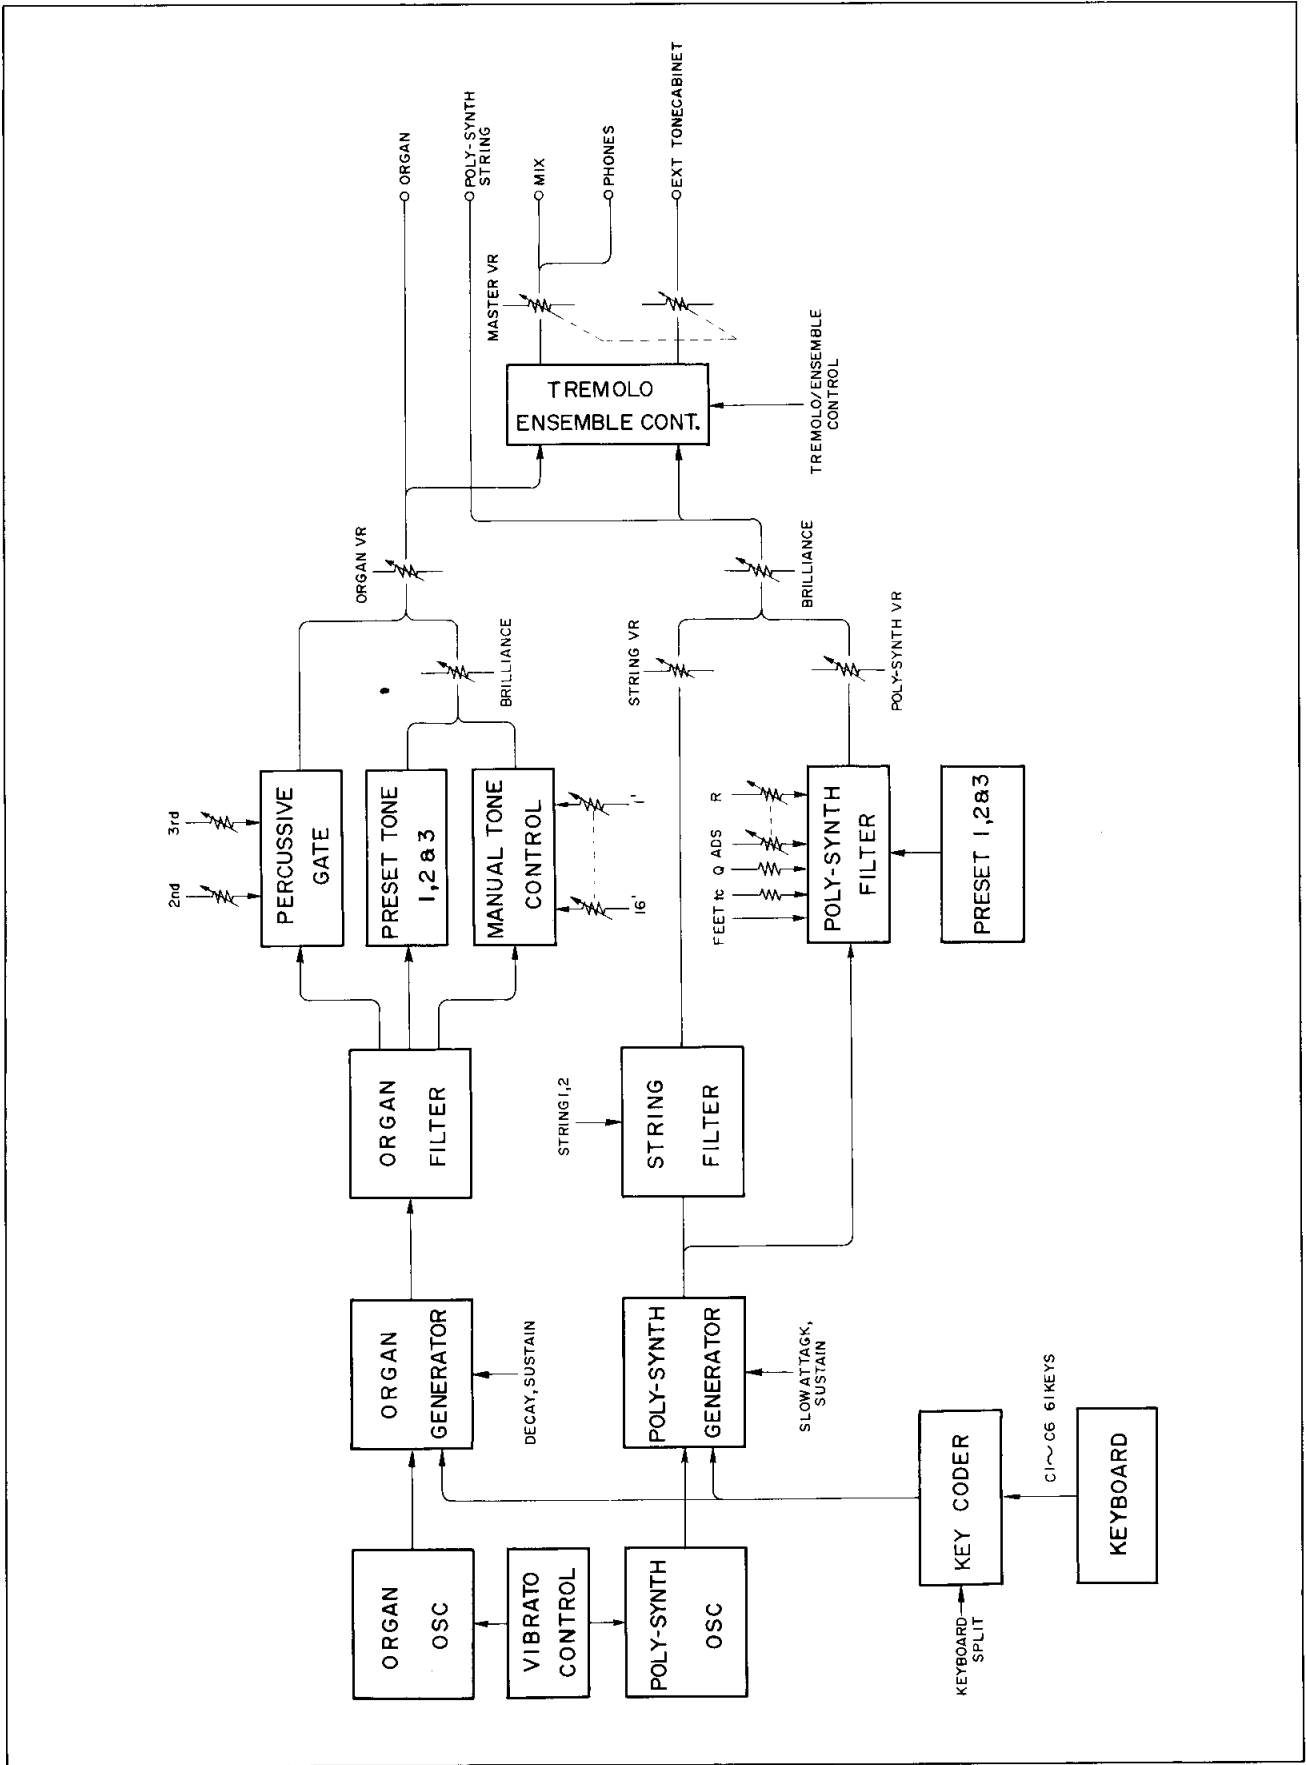 ORGAN
OSC
VIBRATO
CONTROL
POLY-SYNTH
OSC
KEYBOARD
SPLIT
KEY CODER
C1~C6 61KEYS
KEYBOARD
ORGAN
GENERATOR
DECAY, SUSTAIN
POLY-SYNTH
GENERATOR
SLOW ATTAGK,
SUSTAIN
ORGAN
FILTER
STRING 1,2
STRING
FILTER
2nd
3rd
PERCUSSIVE
GATE
PRESET TONE
1,2&3
MANUAL TONE
CONTROL
16'
1'
FEET
fc
Q
ADS
R
POLY-SYNTH
FILTER
PRESET 1,2&3
BRILLIANCE
ORGAN VR
STRING VR
POLY-SYNTH VR
BRILLIANCE
TREMOLO
ENSEMBLE CONT.
TREMOLO/ENSEMBLE
CONTROL
MASTER VR
ORGAN
POLY-SYNTH
STRING
MIX
PHONES
EXT TONECABINET